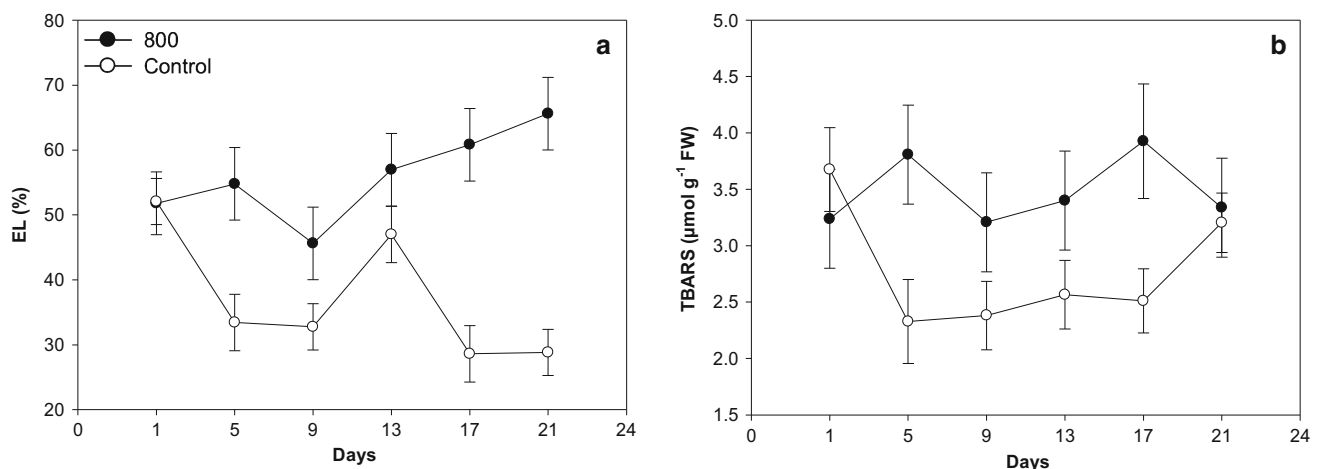 80
70
60
50
40
30
20
EL (%)
800
Control
a
0 1 5 9 13 17 21 24
Days
5.0
4.5
4.0
3.5
3.0
2.5
2.0
1.5
TBARS (µmol g⁻¹ FW)
b
0 1 5 9 13 17 21 24
Days